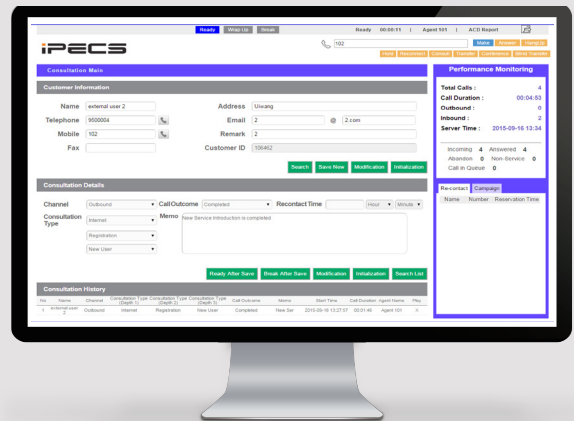 Ready Wrap Up Break Ready 00:00:11 | Agent 101 | ACD Report
iPECS 102 Make Answer HangUp
Hold Reconnect Consult Transfer Conference Blind Transfer
Consultation Main
Customer Information
Name external user 2 Address Uiwang
Telephone 9500004 Email 2 @ 2.com
Mobile 102 Remark 2
Fax Customer ID 106462
Search Save New Modification Initialization
Consultation Details
Channel Outbound Call Outcome Completed Recontact Time Hour Minute
Consultation Type Internet Memo New Service Introduction is completed
Registration
New User
Ready After Save Break After Save Modification Initialization Search List
Consultation History
No Name Channel Consultation Type (Depth 1) Consultation Type (Depth 2) Consultation Type (Depth 3) Call Outcome Memo Start Time Call Duration Agent Name Play
1 external user 2 Outbound Internet Registration New User Completed New Ser 2015-09-16 13:27:07 00:01:46 Agent 101
Performance Monitoring
Total Calls : 4
Call Duration : 00:04:53
Outbound : 0
Inbound : 2
Server Time : 2015-09-16 13:34
Incoming 4 Answered 4
Abandon 0 Non-Service 0
Call in Queue 0
Re-contact Campaign
Name Number Reservation Time